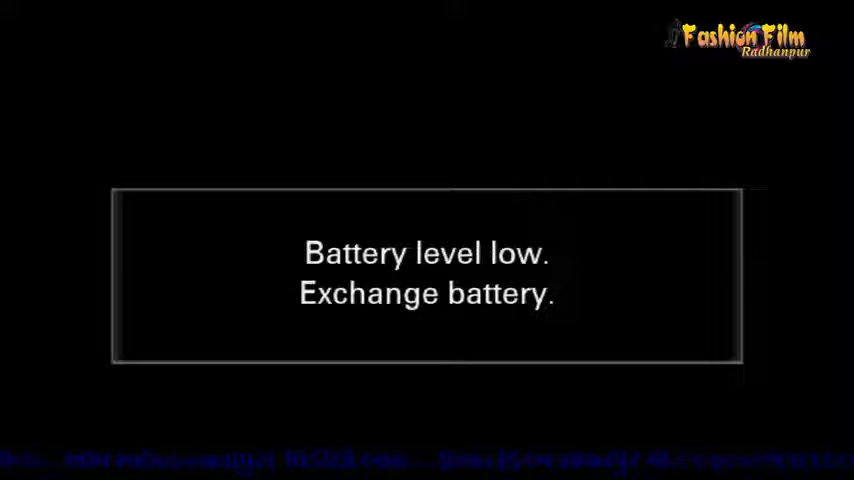 Fashion Film
Radhanpur
Battery level low.
Exchange battery.